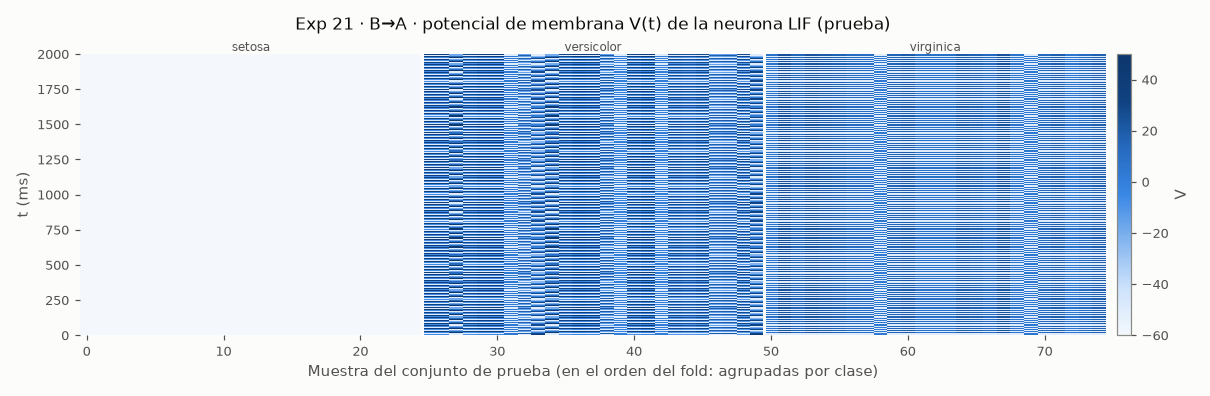 Exp 21 · B→A · potencial de membrana V(t) de la neurona LIF (prueba)
setosa versicolor virginica
2000
1750
1500
1250
1000
750
500
250
0
t (ms)
0 10 20 30 40 50 60 70
Muestra del conjunto de prueba (en el orden del fold: agrupadas por clase)
40
20
0
−20
−40
−60
V